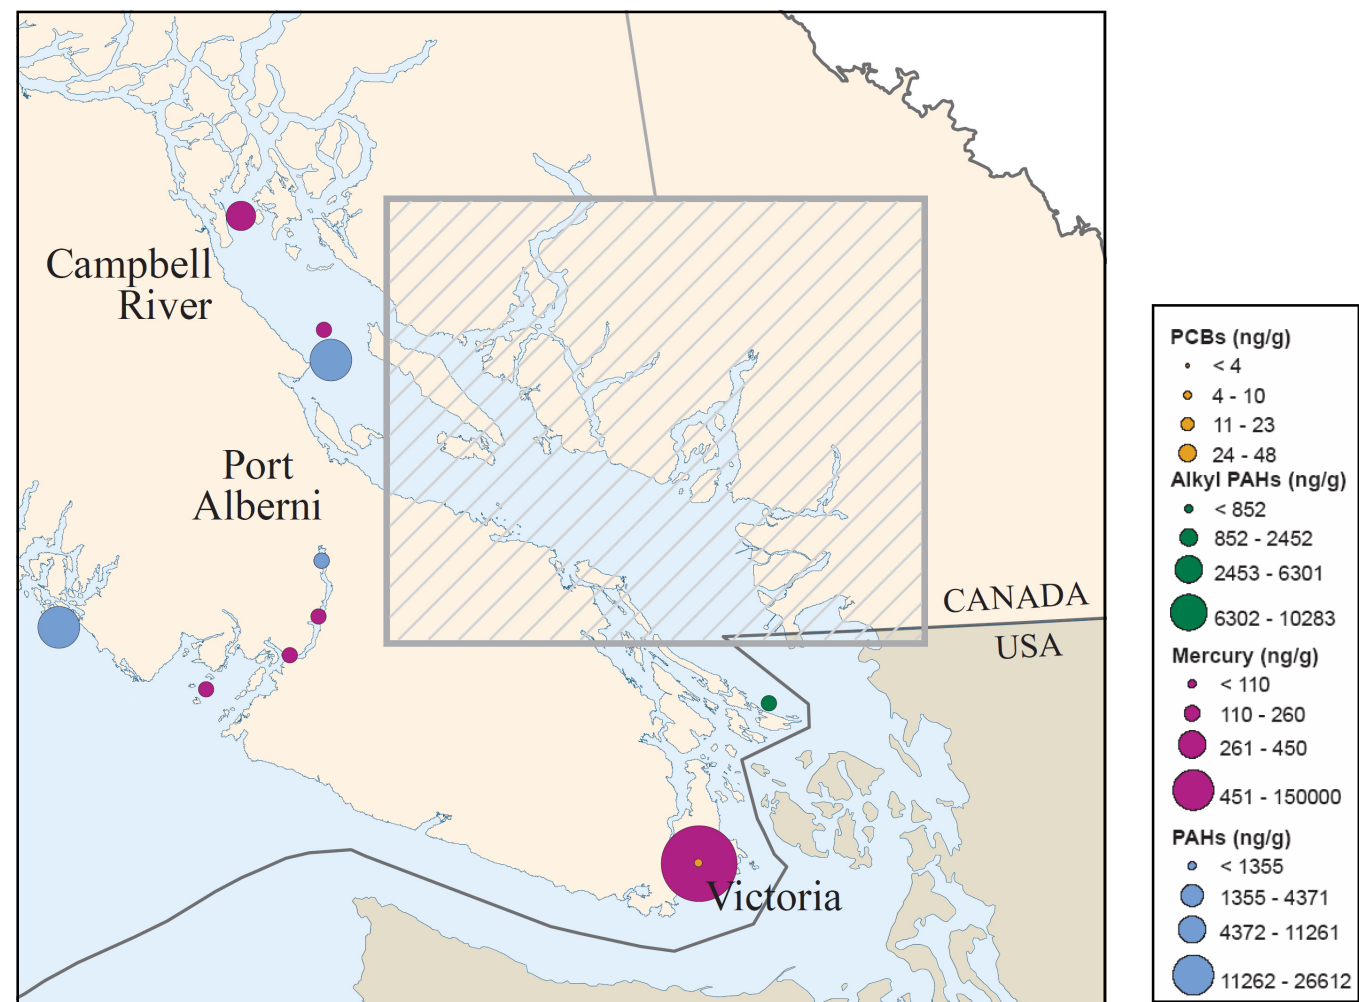 Campbell
River
Port
Alberni
CANADA
USA
Victoria
PCBs (ng/g)
< 4
4 - 10
11 - 23
24 - 48
Alkyl PAHs (ng/g)
< 852
852 - 2452
2453 - 6301
6302 - 10283
Mercury (ng/g)
< 110
110 - 260
261 - 450
451 - 150000
PAHs (ng/g)
< 1355
1355 - 4371
4372 - 11261
11262 - 26612